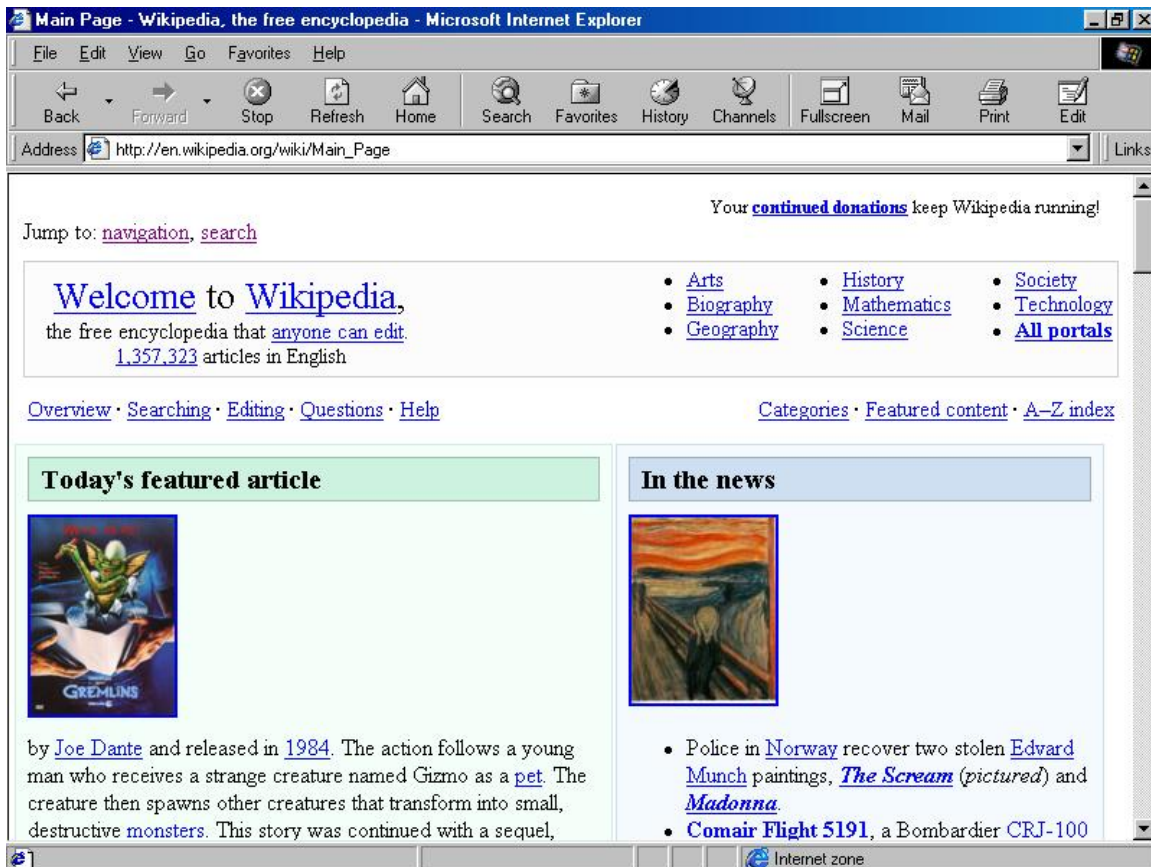 Main Page - Wikipedia, the free encyclopedia - Microsoft Internet Explorer
File Edit View Go Favorites Help
Back Forward Stop Refresh Home Search Favorites History Channels Fullscreen Mail Print Edit
Address http://en.wikipedia.org/wiki/Main_Page Links
Your continued donations keep Wikipedia running!
Jump to: navigation, search
Welcome to Wikipedia,
the free encyclopedia that anyone can edit.
1,357,323 articles in English
• Arts
• Biography
• Geography
• History
• Mathematics
• Science
• Society
• Technology
• All portals
Overview · Searching · Editing · Questions · Help
Categories · Featured content · A–Z index
Today's featured article
GREMLINS
by Joe Dante and released in 1984. The action follows a young
man who receives a strange creature named Gizmo as a pet. The
creature then spawns other creatures that transform into small,
destructive monsters. This story was continued with a sequel,
In the news
• Police in Norway recover two stolen Edvard
Munch paintings, The Scream (pictured) and
Madonna.
• Comair Flight 5191, a Bombardier CRJ-100
Internet zone